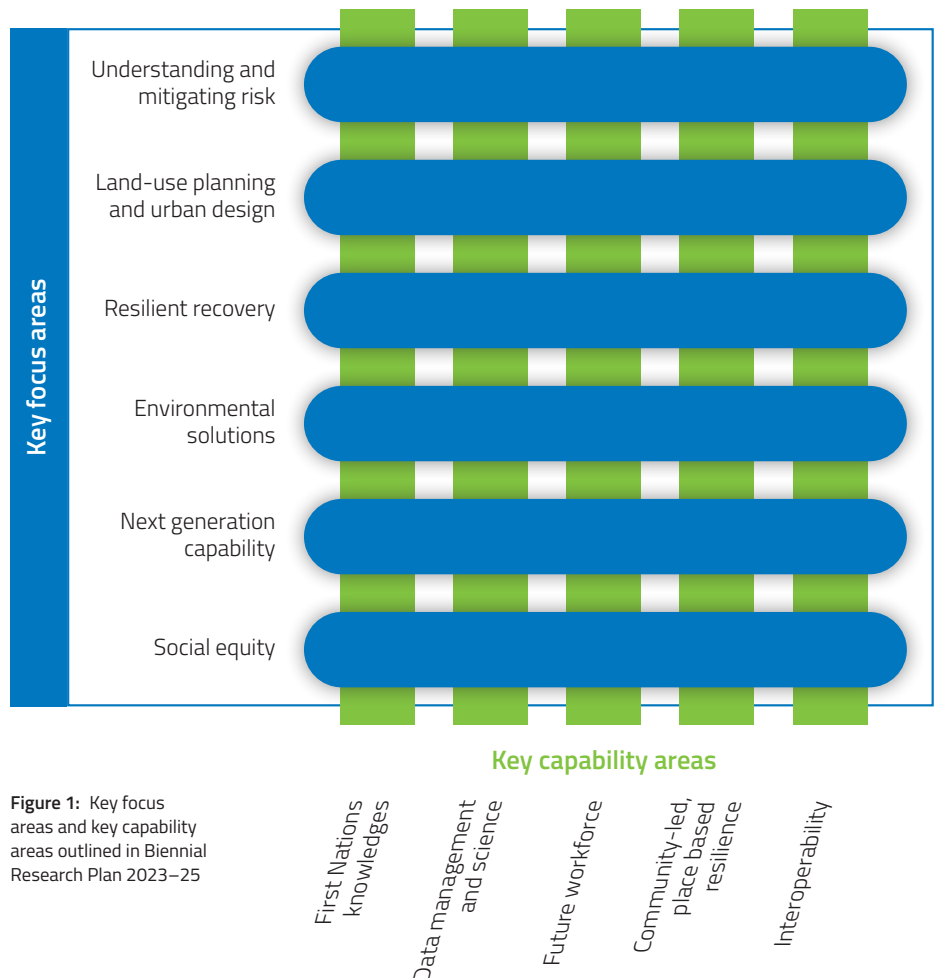 Key focus areas
Understanding and
mitigating risk
Land-use planning
and urban design
Resilient recovery
Environmental
solutions
Next generation
capability
Social equity
Key capability areas
First Nations
knowledges
Data management
and science
Future workforce
Community-led,
place based
resilience
Interoperability
Figure 1: Key focus
areas and key capability
areas outlined in Biennial
Research Plan 2023–25